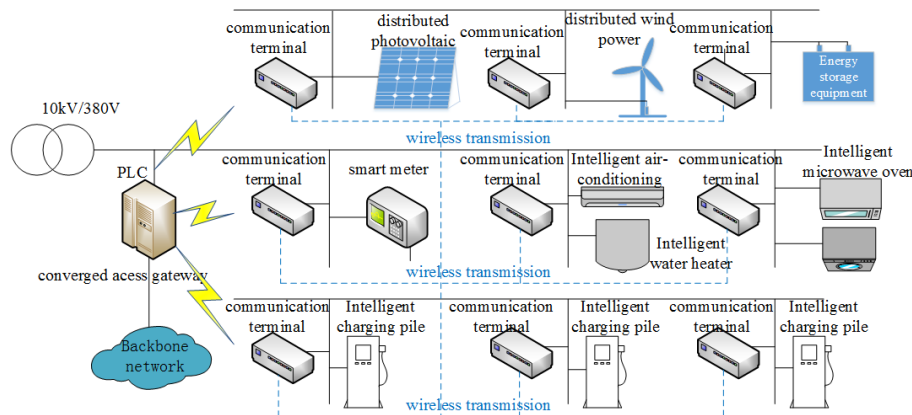 communication
terminal
distributed
photovoltaic
communication
terminal
distributed wind
power
communication
terminal
Energy
storage
equipment
10kV/380V
wireless transmission
PLC
communication
terminal
smart meter
communication
terminal
Intelligent air-
conditioning
communication
terminal
Intelligent
microwave oven
Intelligent
water heater
converged acess gateway
wireless transmission
communication
terminal
Intelligent
charging pile
communication
terminal
Intelligent
charging pile
communication
terminal
Intelligent
charging pile
Backbone
network
wireless transmission